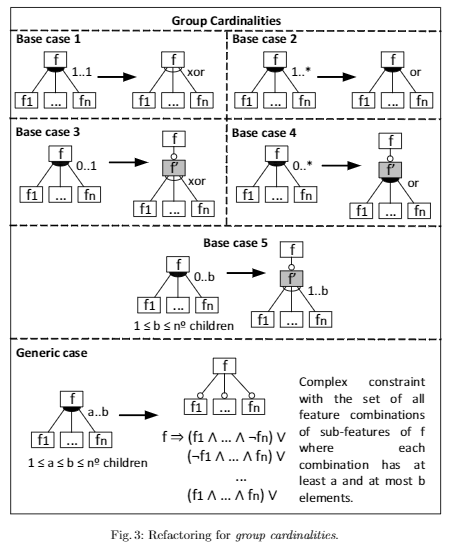 Group Cardinalities
Base case 1
f
1..1
f1 ... fn
f
xor
f1 ... fn
Base case 2
f
1..*
f1 ... fn
f
or
f1 ... fn
Base case 3
f
0..1
f1 ... fn
f
f'
xor
f1 ... fn
Base case 4
f
0..*
f1 ... fn
f
f'
or
f1 ... fn
Base case 5
f
0..b
f1 ... fn
1 ≤ b ≤ nº children
f
f'
1..b
f1 ... fn
Generic case
f
a..b
f1 ... fn
1 ≤ a ≤ b ≤ nº children
f
f1 ... fn
f ⇒ (f1 ∧ ... ∧ ¬fn) ∨
(¬f1 ∧ ... ∧ fn) ∨
...
(f1 ∧ ... ∧ fn) ∨
Complex constraint
with the set of all
feature combinations
of sub-features of f
where each
combination has at
least a and at most b
elements.
Fig. 3: Refactoring for group cardinalities.